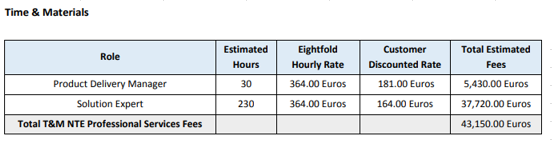 Time & Materials
Role Estimated Hours Eightfold Hourly Rate Customer Discounted Rate Total Estimated Fees
Product Delivery Manager 30 364.00 Euros 181.00 Euros 5,430.00 Euros
Solution Expert 230 364.00 Euros 164.00 Euros 37,720.00 Euros
Total T&M NTE Professional Services Fees 43,150.00 Euros